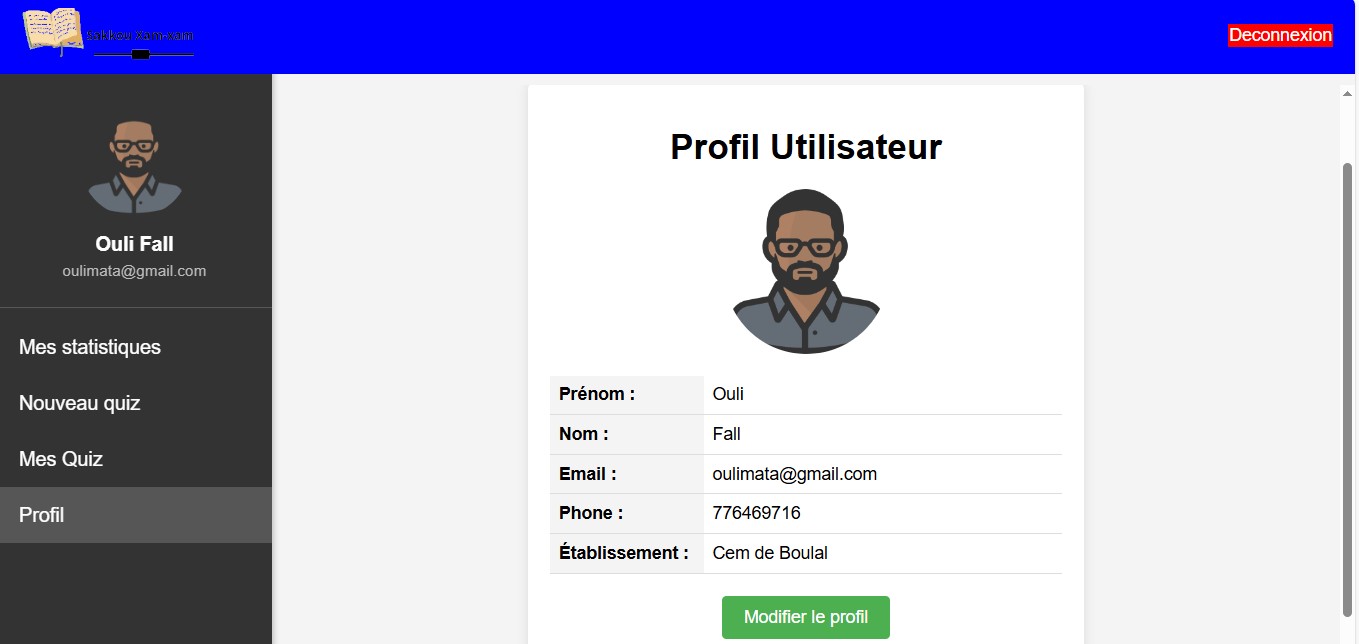 Sakkou Xam-xam
Deconnexion
Ouli Fall
oulimata@gmail.com
Mes statistiques
Nouveau quiz
Mes Quiz
Profil
Profil Utilisateur
Prénom : Ouli
Nom : Fall
Email : oulimata@gmail.com
Phone : 776469716
Établissement : Cem de Boulal
Modifier le profil